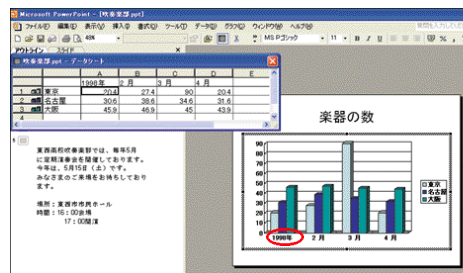 Microsoft PowerPoint - [吹奏楽部.ppt]
ファイル(F) 編集(E) 表示(V) 挿入(I) 書式(O) ツール(T) データ(D) グラフ(C) ウィンドウ(W) ヘルプ(H)
40% MS Pゴシック 11 B I U
アウトライン スライド ×
吹奏楽部.ppt - データシート
A B C D E
1998年 2月 3月 4月
1 東京 20.4 27.4 90 20.4
2 名古屋 30.6 38.6 34.6 31.6
3 大阪 45.9 46.9 45 43.9
4
東西高校吹奏楽部では、毎年5月
に定期演奏会を開催しております。
今年は、5月15日(土)です。
みなさまのご来場をお待ちしており
ます。
場所:東西市市民ホール
時間:16:00会場
17:00開演
楽器の数
90
80
70
60
50
40
30
20
10
0
1998年 2月 3月 4月
東京
名古屋
大阪